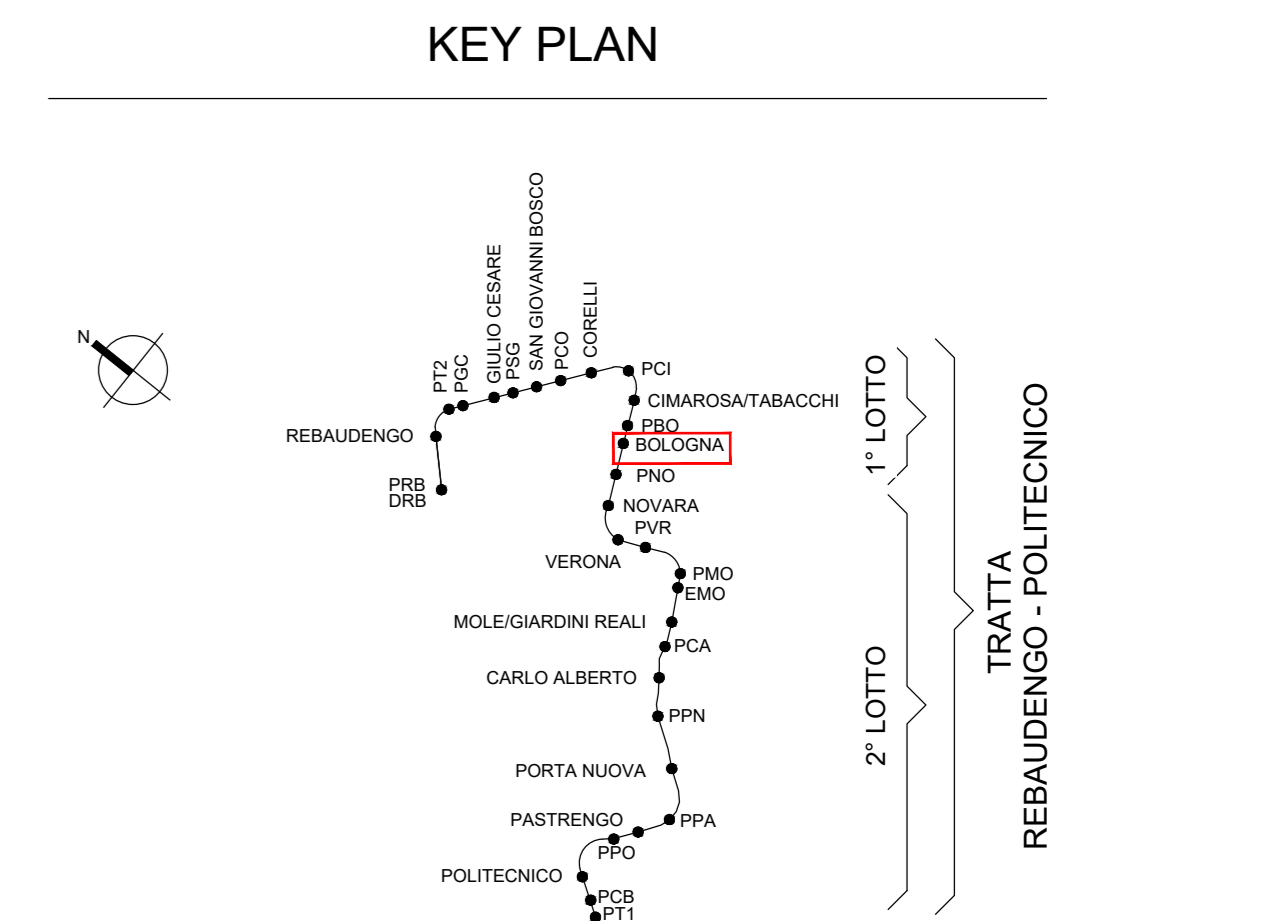 KEY PLAN
N
PT2
PGC
GIULIO CESARE
PSG
SAN GIOVANNI BOSCO
PCO
CORELLI
PCI
CIMAROSA/TABACCHI
PBO
BOLOGNA
PNO
NOVARA
PVR
VERONA
PMO
EMO
MOLE/GIARDINI REALI
PCA
CARLO ALBERTO
PPN
PORTA NUOVA
PASTRENGO
PPA
PPO
POLITECNICO
PCB
PT1
REBAUDENGO
PRB
DRB
1° LOTTO
2° LOTTO
TRATTA
REBAUDENGO - POLITECNICO